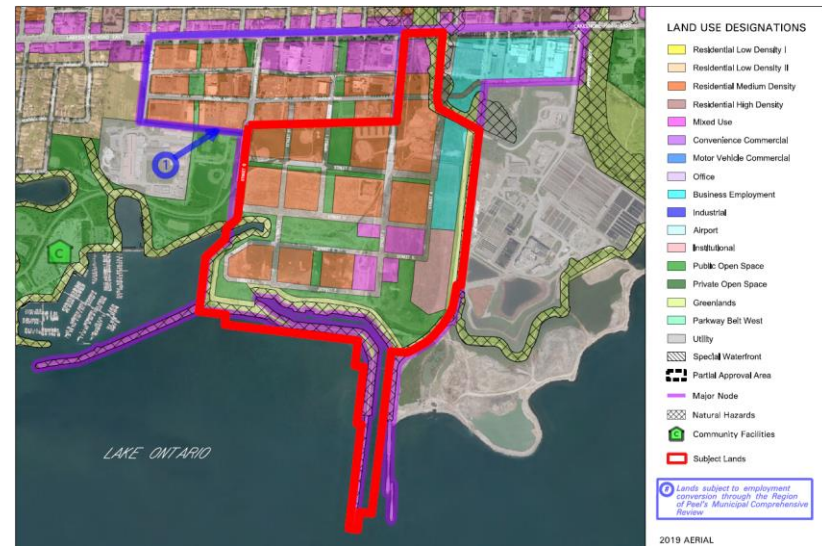 LAND USE DESIGNATIONS
Residential Low Density I
Residential Low Density II
Residential Medium Density
Residential High Density
Mixed Use
Convenience Commercial
Motor Vehicle Commercial
Office
Business Employment
Industrial
Airport
Institutional
Public Open Space
Private Open Space
Greenlands
Parkway Belt West
Utility
Special Waterfront
Partial Approval Area
Major Node
Natural Hazards
C
Community Facilities
Subject Lands
# Lands subject to employment
conversion through the Region
of Peel's Municipal Comprehensive
Review
2019 AERIAL
1
C
LAKE ONTARIO